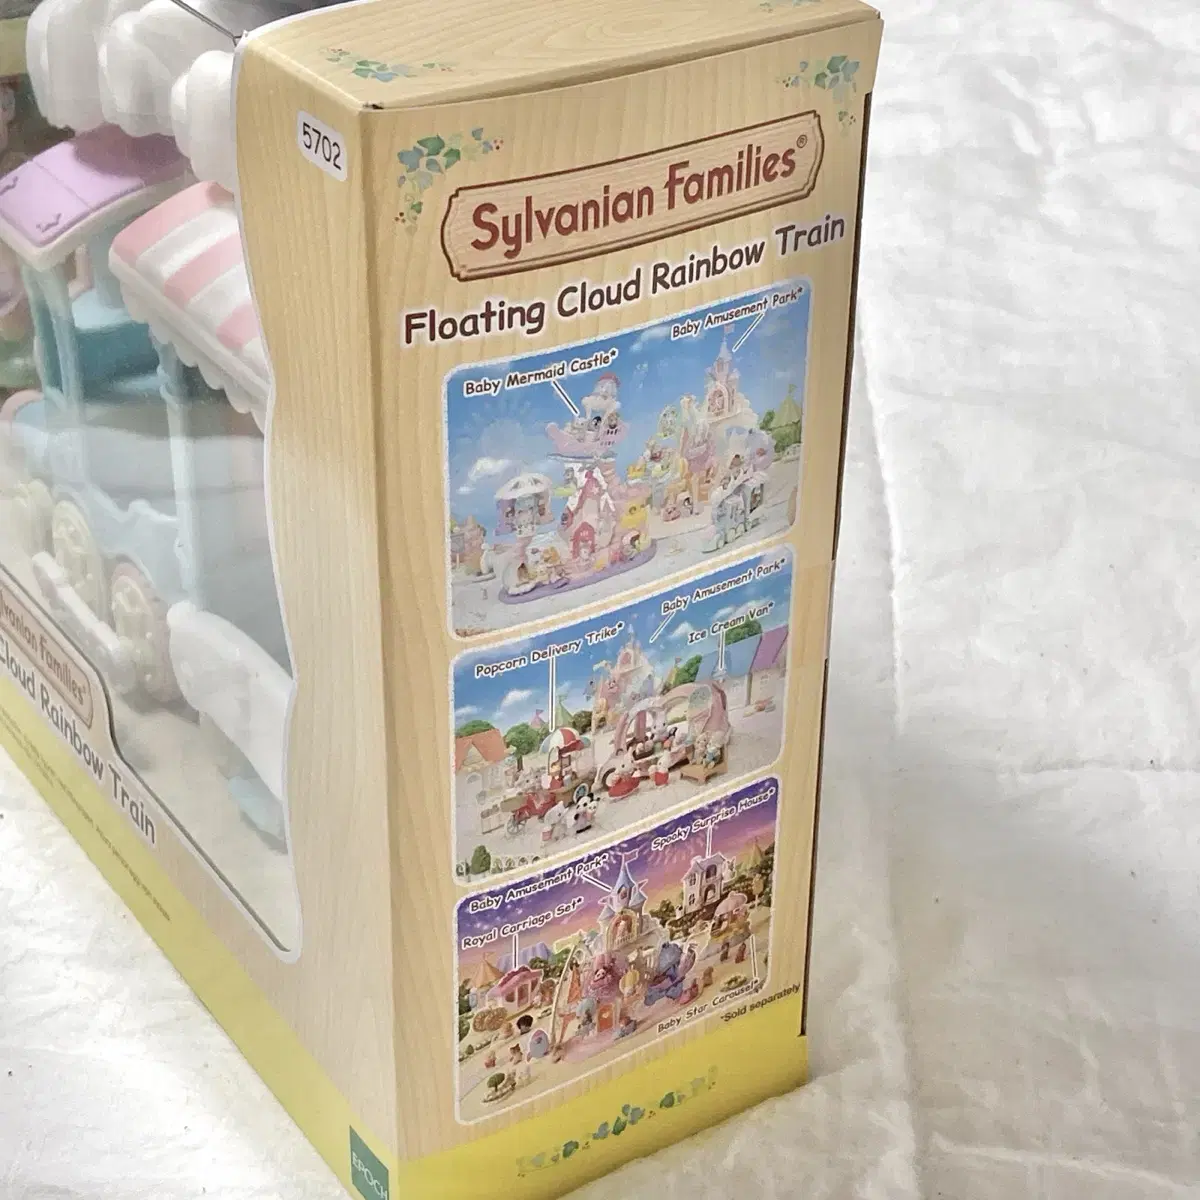 5702
Sylvanian Families®
Floating Cloud Rainbow Train
Baby Mermaid Castle*
Baby Amusement Park*
Baby Amusement Park*
Popcorn Delivery Trike*
Ice Cream Van*
Spooky Surprise House*
Baby Amusement Park*
Royal Carriage Set*
Baby Star Carousel*
*Sold separately
Sylvanian Families®
Cloud Rainbow Train
EPOCH